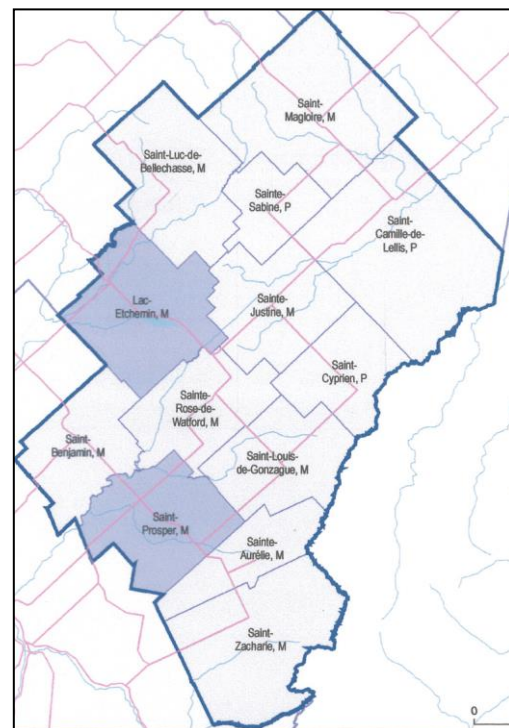 Saint-
Magloire, M
Saint-Luc-de-
Bellechasse, M
Sainte-
Sabine, P
Saint-
Camille-de-
Lellis, P
Lac-
Etchemin, M
Sainte-
Justine, M
Saint-
Cyprien, P
Sainte-
Rose-de-
Watford, M
Saint-
Benjamin, M
Saint-Louis-
de-Gonzague, M
Saint-
Prosper, M
Sainte-
Aurélie, M
Saint-
Zacharie, M
0